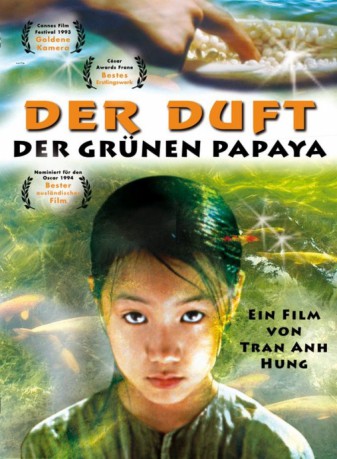 Cannes Film
Festival 1993
Goldene
Kamera
César
Awards Frane
Bestes
Erstlingswerk
DER DUFT
DER GRÜNEN PAPAYA
Nominiert für den
Oscar 1994
Bester
ausländischer
Film
EIN FILM
VON
TRAN ANH
HUNG